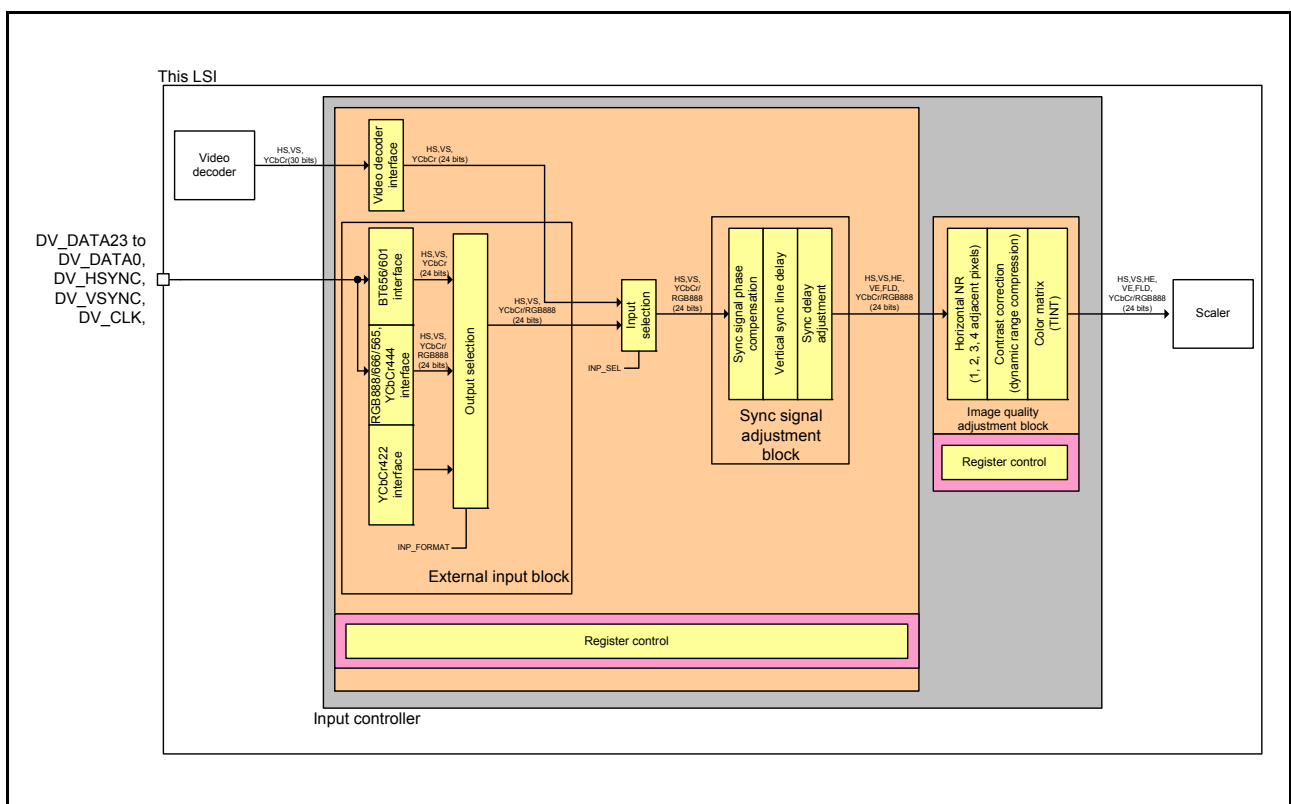 This LSI
Video
decoder
HS,VS,
YCbCr(30 bits)
Video decoder
interface
HS,VS,
YCbCr (24 bits)
DV_DATA23 to
DV_DATA0,
DV_HSYNC,
DV_VSYNC,
DV_CLK,
BT656/601
interface
HS,VS,
YCbCr
(24 bits)
RGB888/666/565,
YCbCr444
interface
HS,VS,
YCbCr/
RGB888
(24 bits)
YCbCr422
interface
Output selection
INP_FORMAT
External input block
HS,VS,
YCbCr/RGB888
(24 bits)
Input
selection
INP_SEL
HS,VS,
YCbCr/
RGB888
(24 bits)
Sync signal phase
compensation
Vertical sync line delay
Sync delay
adjustment
Sync signal
adjustment
block
HS,VS,HE,
VE,FLD,
YCbCr/RGB888
(24 bits)
Horizontal NR
(1, 2, 3, 4 adjacent pixels)
Contrast correction
(dynamic range compression)
Color matrix
(TINT)
Image quality
adjustment block
Register control
HS,VS,HE,
VE,FLD,
YCbCr/RGB888
(24 bits)
Scaler
Register control
Input controller